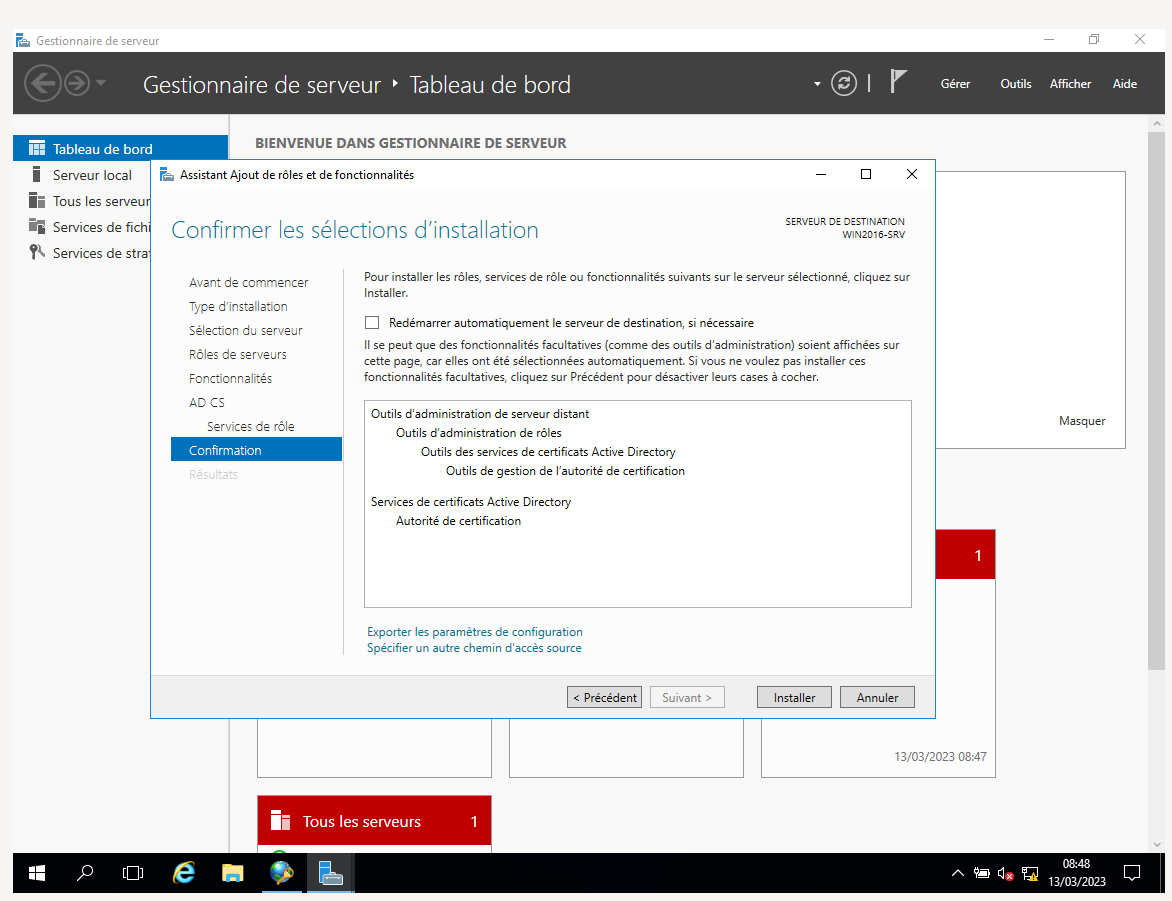 Gestionnaire de serveur
Gestionnaire de serveur
Tableau de bord
Gérer
Outils
Afficher
Aide
Tableau de bord
Serveur local
Tous les serveur
Services de fichi
Services de strat
BIENVENUE DANS GESTIONNAIRE DE SERVEUR
Assistant Ajout de rôles et de fonctionnalités
Confirmer les sélections d’installation
SERVEUR DE DESTINATION
WIN2016-SRV
Avant de commencer
Type d’installation
Sélection du serveur
Rôles de serveurs
Fonctionnalités
AD CS
Services de rôle
Confirmation
Résultats
Pour installer les rôles, services de rôle ou fonctionnalités suivants sur le serveur sélectionné, cliquez sur
Installer.
Redémarrer automatiquement le serveur de destination, si nécessaire
Il se peut que des fonctionnalités facultatives (comme des outils d’administration) soient affichées sur
cette page, car elles ont été sélectionnées automatiquement. Si vous ne voulez pas installer ces
fonctionnalités facultatives, cliquez sur Précédent pour désactiver leurs cases à cocher.
Outils d’administration de serveur distant
Outils d’administration de rôles
Outils des services de certificats Active Directory
Outils de gestion de l’autorité de certification
Services de certificats Active Directory
Autorité de certification
Exporter les paramètres de configuration
Spécifier un autre chemin d’accès source
< Précédent
Suivant >
Installer
Annuler
Masquer
1
13/03/2023 08:47
Tous les serveurs
1
08:48
13/03/2023